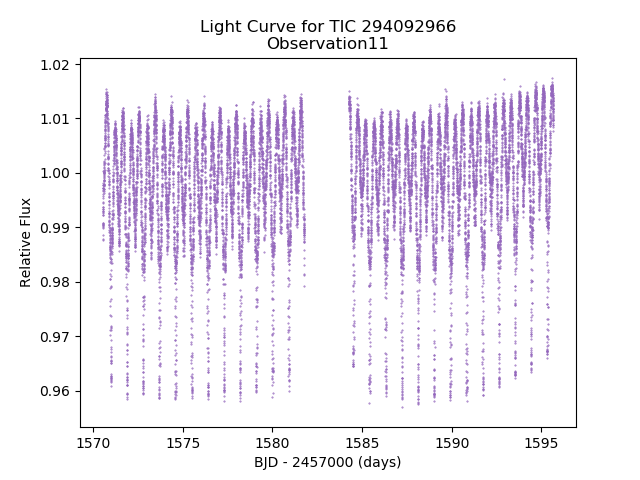 Light Curve for TIC 294092966
Observation11
1.02
1.01
1.00
0.99
0.98
0.97
0.96
Relative Flux
1570 1575 1580 1585 1590 1595
BJD - 2457000 (days)